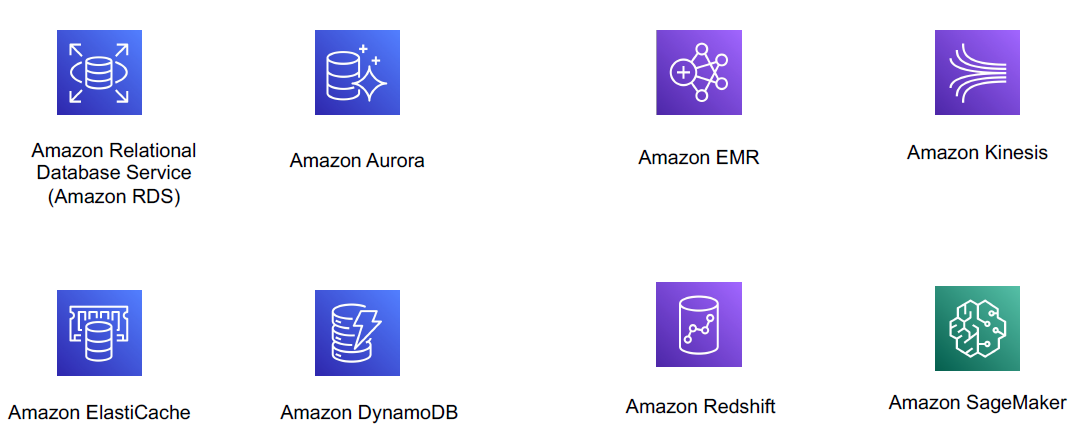 Amazon Relational
Database Service
(Amazon RDS)
Amazon Aurora
Amazon EMR
Amazon Kinesis
Amazon ElastiCache
Amazon DynamoDB
Amazon Redshift
Amazon SageMaker